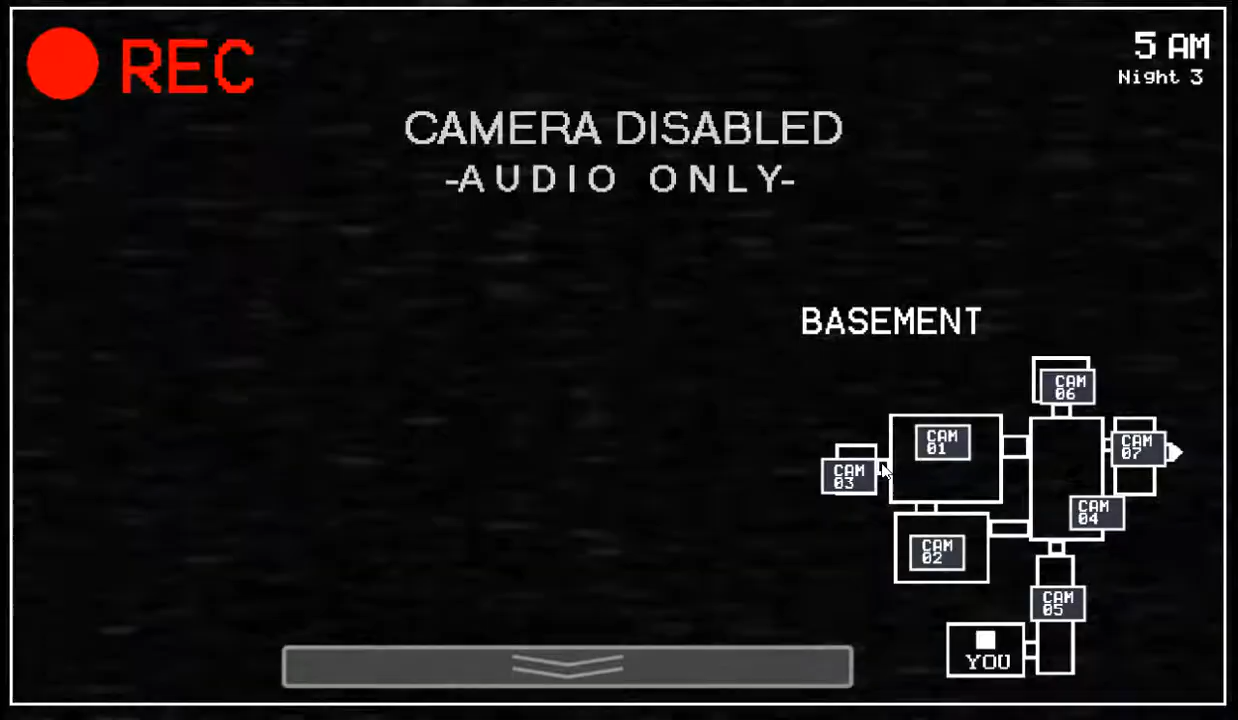 REC
5 AM
Night 3
CAMERA DISABLED
-AUDIO ONLY-
BASEMENT
CAM
06
CAM
01
CAM
07
CAM
03
CAM
04
CAM
02
CAM
05
YOU